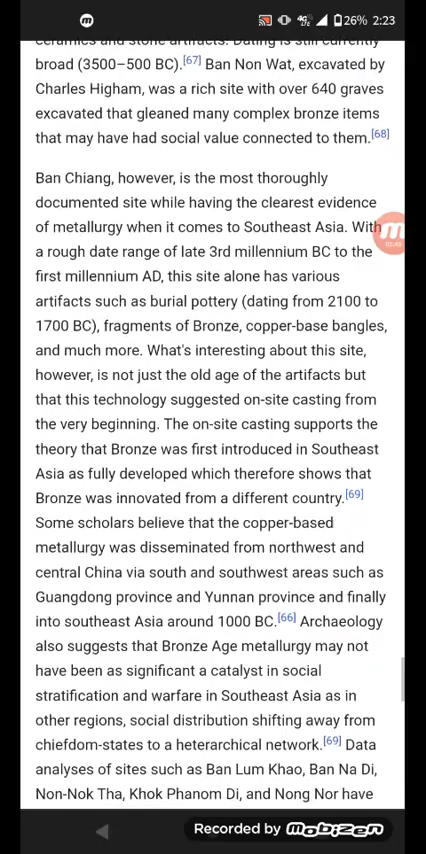 26% 2:23
ceramics and stone artifacts. Dating is still currently
broad (3500–500 BC).[67] Ban Non Wat, excavated by
Charles Higham, was a rich site with over 640 graves
excavated that gleaned many complex bronze items
that may have had social value connected to them.[68]
Ban Chiang, however, is the most thoroughly
documented site while having the clearest evidence
of metallurgy when it comes to Southeast Asia. With
a rough date range of late 3rd millennium BC to the
first millennium AD, this site alone has various
artifacts such as burial pottery (dating from 2100 to
1700 BC), fragments of Bronze, copper-base bangles,
and much more. What's interesting about this site,
however, is not just the old age of the artifacts but
that this technology suggested on-site casting from
the very beginning. The on-site casting supports the
theory that Bronze was first introduced in Southeast
Asia as fully developed which therefore shows that
Bronze was innovated from a different country.[69]
Some scholars believe that the copper-based
metallurgy was disseminated from northwest and
central China via south and southwest areas such as
Guangdong province and Yunnan province and finally
into southeast Asia around 1000 BC.[66] Archaeology
also suggests that Bronze Age metallurgy may not
have been as significant a catalyst in social
stratification and warfare in Southeast Asia as in
other regions, social distribution shifting away from
chiefdom-states to a heterarchical network.[69] Data
analyses of sites such as Ban Lum Khao, Ban Na Di,
Non-Nok Tha, Khok Phanom Di, and Nong Nor have
Recorded by mobizen